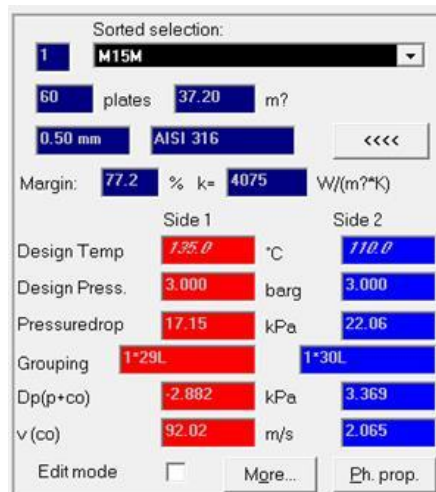 Sorted selection:
1 M15M
60 plates 37.20 m?
0.50 mm AISI 316 <<<<
Margin: 77.2 % k= 4075 W/(m?*K)
Side 1 Side 2
Design Temp 135.0 °C 110.0
Design Press. 3.000 barg 3.000
Pressuredrop 17.15 kPa 22.06
Grouping 1*29L 1*30L
Dp(p+co) -2.882 kPa 3.369
v (co) 92.02 m/s 2.065
Edit mode More... Ph. prop.